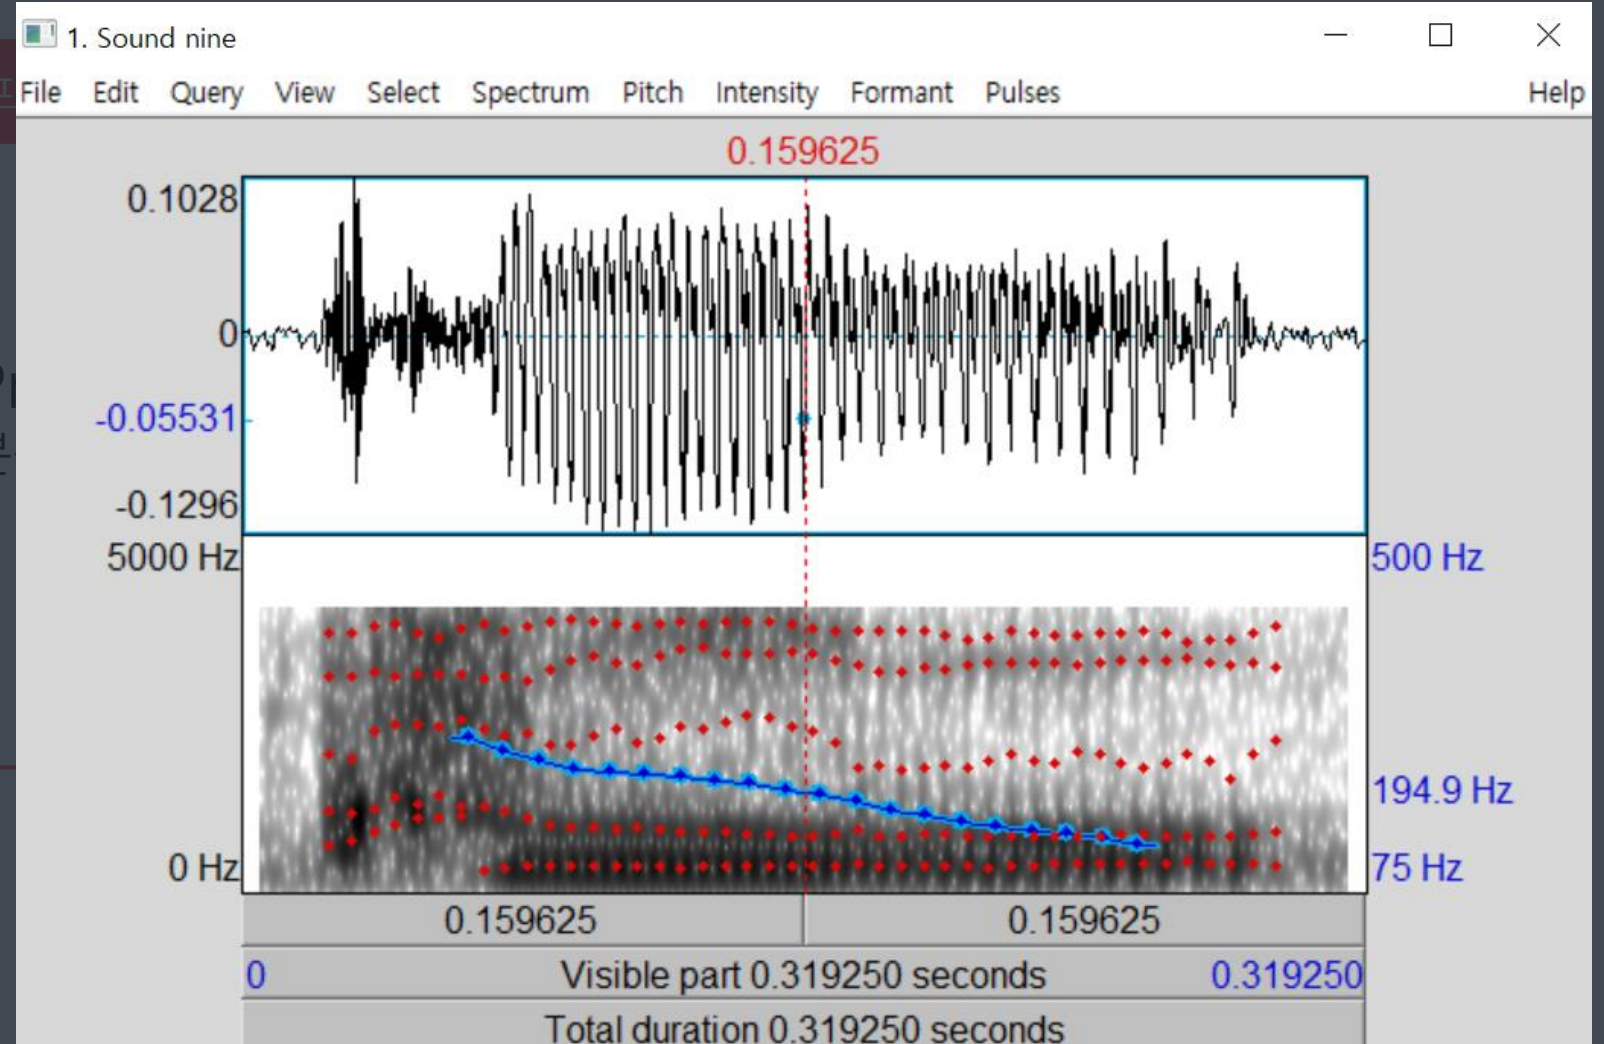 1. Sound nine
File Edit Query View Select Spectrum Pitch Intensity Formant Pulses Help
0.159625
0.1028
0
-0.05531
-0.1296
5000 Hz
500 Hz
194.9 Hz
0 Hz
75 Hz
0.159625 0.159625
0 Visible part 0.319250 seconds 0.319250
Total duration 0.319250 seconds